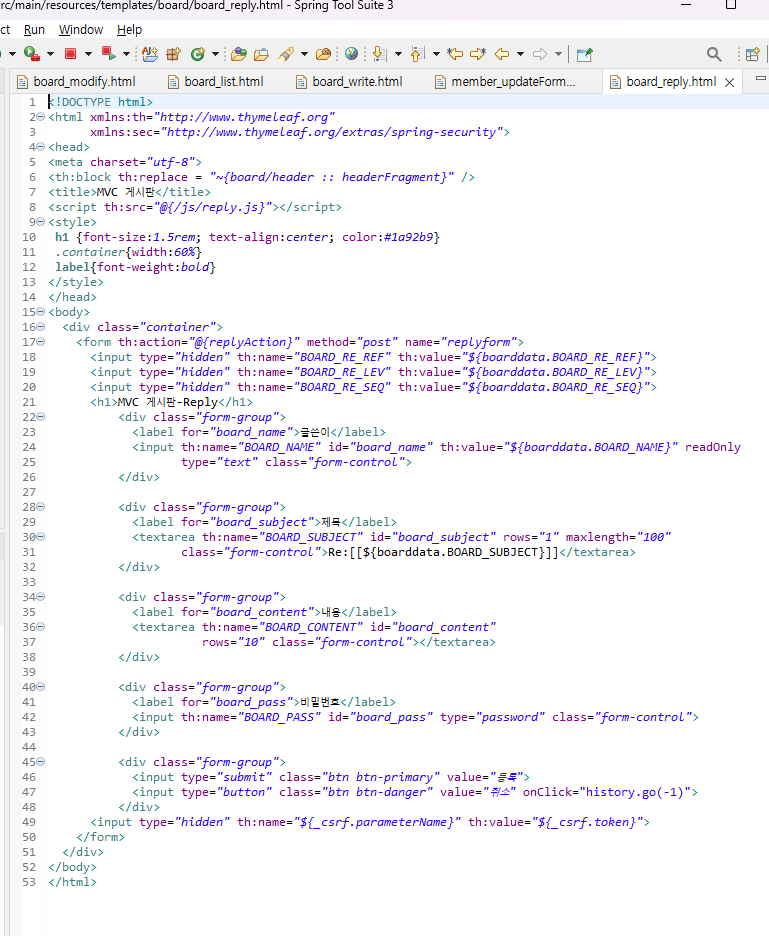 rc/main/resources/templates/board/board_reply.html - Spring Tool Suite 3
ct Run Window Help
board_modify.html board_list.html board_write.html member_updateForm... board_reply.html
1 <!DOCTYPE html>
2 <html xmlns:th="http://www.thymeleaf.org"
3 xmlns:sec="http://www.thymeleaf.org/extras/spring-security">
4 <head>
5 <meta charset="utf-8">
6 <th:block th:replace = "~{board/header :: headerFragment}" />
7 <title>MVC 게시판</title>
8 <script th:src="@{/js/reply.js}"></script>
9 <style>
10 h1 {font-size:1.5rem; text-align:center; color:#1a92b9}
11 .container{width:60%}
12 label{font-weight:bold}
13 </style>
14 </head>
15 <body>
16 <div class="container">
17 <form th:action="@{replyAction}" method="post" name="replyform">
18 <input type="hidden" th:name="BOARD_RE_REF" th:value="${boarddata.BOARD_RE_REF}">
19 <input type="hidden" th:name="BOARD_RE_LEV" th:value="${boarddata.BOARD_RE_LEV}">
20 <input type="hidden" th:name="BOARD_RE_SEQ" th:value="${boarddata.BOARD_RE_SEQ}">
21 <h1>MVC 게시판-Reply</h1>
22 <div class="form-group">
23 <label for="board_name">글쓴이</label>
24 <input th:name="BOARD_NAME" id="board_name" th:value="${boarddata.BOARD_NAME}" readOnly
25 type="text" class="form-control">
26 </div>
27
28 <div class="form-group">
29 <label for="board_subject">제목</label>
30 <textarea th:name="BOARD_SUBJECT" id="board_subject" rows="1" maxlength="100"
31 class="form-control">Re:[[${boarddata.BOARD_SUBJECT}]]</textarea>
32 </div>
33
34 <div class="form-group">
35 <label for="board_content">내용</label>
36 <textarea th:name="BOARD_CONTENT" id="board_content"
37 rows="10" class="form-control"></textarea>
38 </div>
39
40 <div class="form-group">
41 <label for="board_pass">비밀번호</label>
42 <input th:name="BOARD_PASS" id="board_pass" type="password" class="form-control">
43 </div>
44
45 <div class="form-group">
46 <input type="submit" class="btn btn-primary" value="등록">
47 <input type="button" class="btn btn-danger" value="취소" onClick="history.go(-1)">
48 </div>
49 <input type="hidden" th:name="${_csrf.parameterName}" th:value="${_csrf.token}">
50 </form>
51 </div>
52 </body>
53 </html>